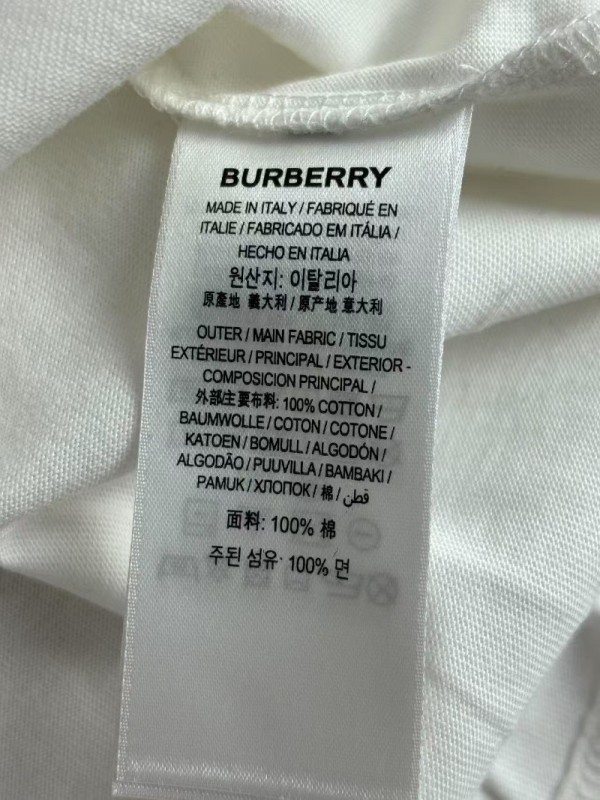 BURBERRY
MADE IN ITALY / FABRIQUÉ EN
ITALIE / FABRICADO EM ITÁLIA /
HECHO EN ITALIA
원산지: 이탈리아
原產地 義大利 / 原产地 意大利
OUTER / MAIN FABRIC / TISSU
EXTÉRIEUR / PRINCIPAL / EXTERIOR -
COMPOSICION PRINCIPAL /
外部主要布料: 100% COTTON /
BAUMWOLLE / COTON / COTONE /
KATOEN / BOMULL / ALGODÓN /
ALGODÃO / PUUVILLA / BAMBAKI /
PAMUK / ХЛОПОК / 棉 / قطن
面料: 100% 棉
주된 섬유: 100% 면